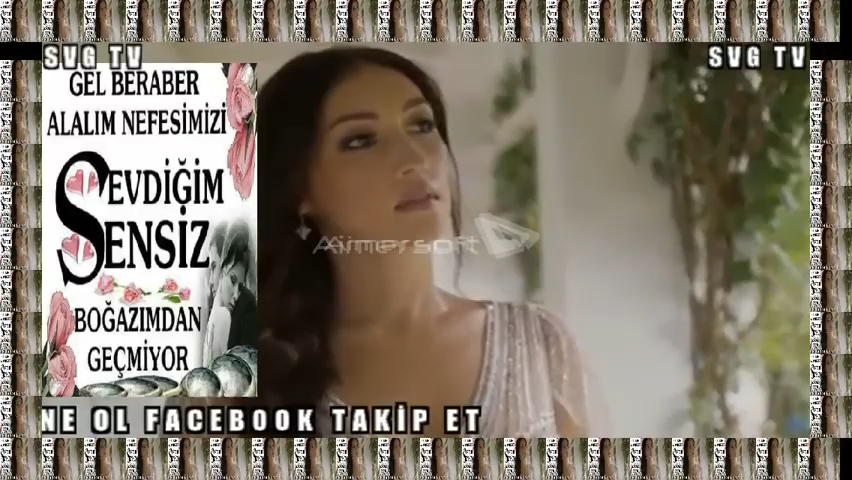 SVG TV
SVG TV
GEL BERABER
ALALIM NEFESİMİZİ
SEVDİĞİM
SENSİZ
BOĞAZIMDAN
GEÇMİYOR
Aimersoft
NE OL FACEBOOK TAKİP ET